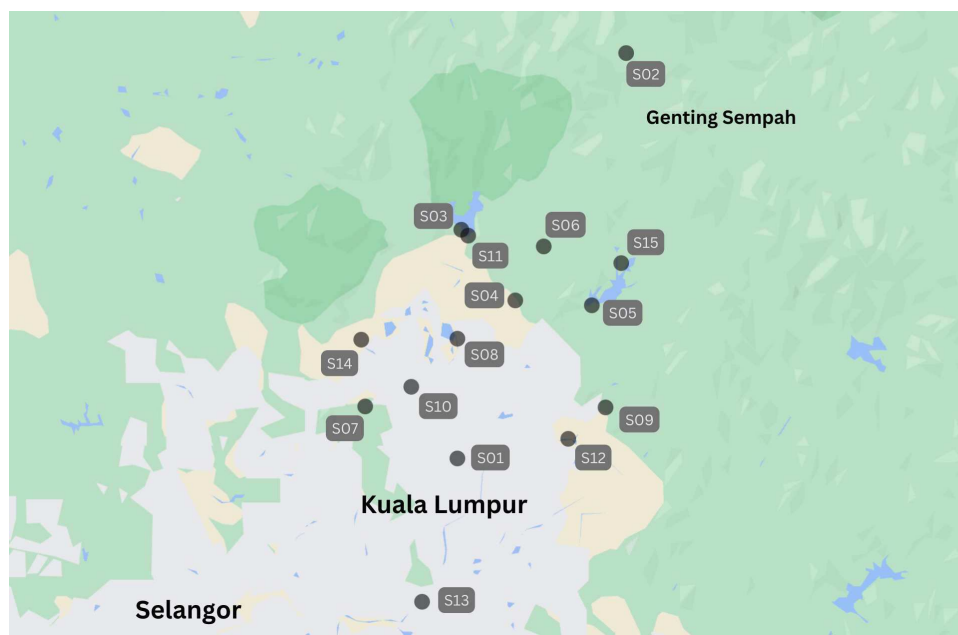 S02
Genting Sempah
S03
S06
S15
S11
S04
S05
S08
S14
S10
S09
S07
S12
S01
Kuala Lumpur
S13
Selangor